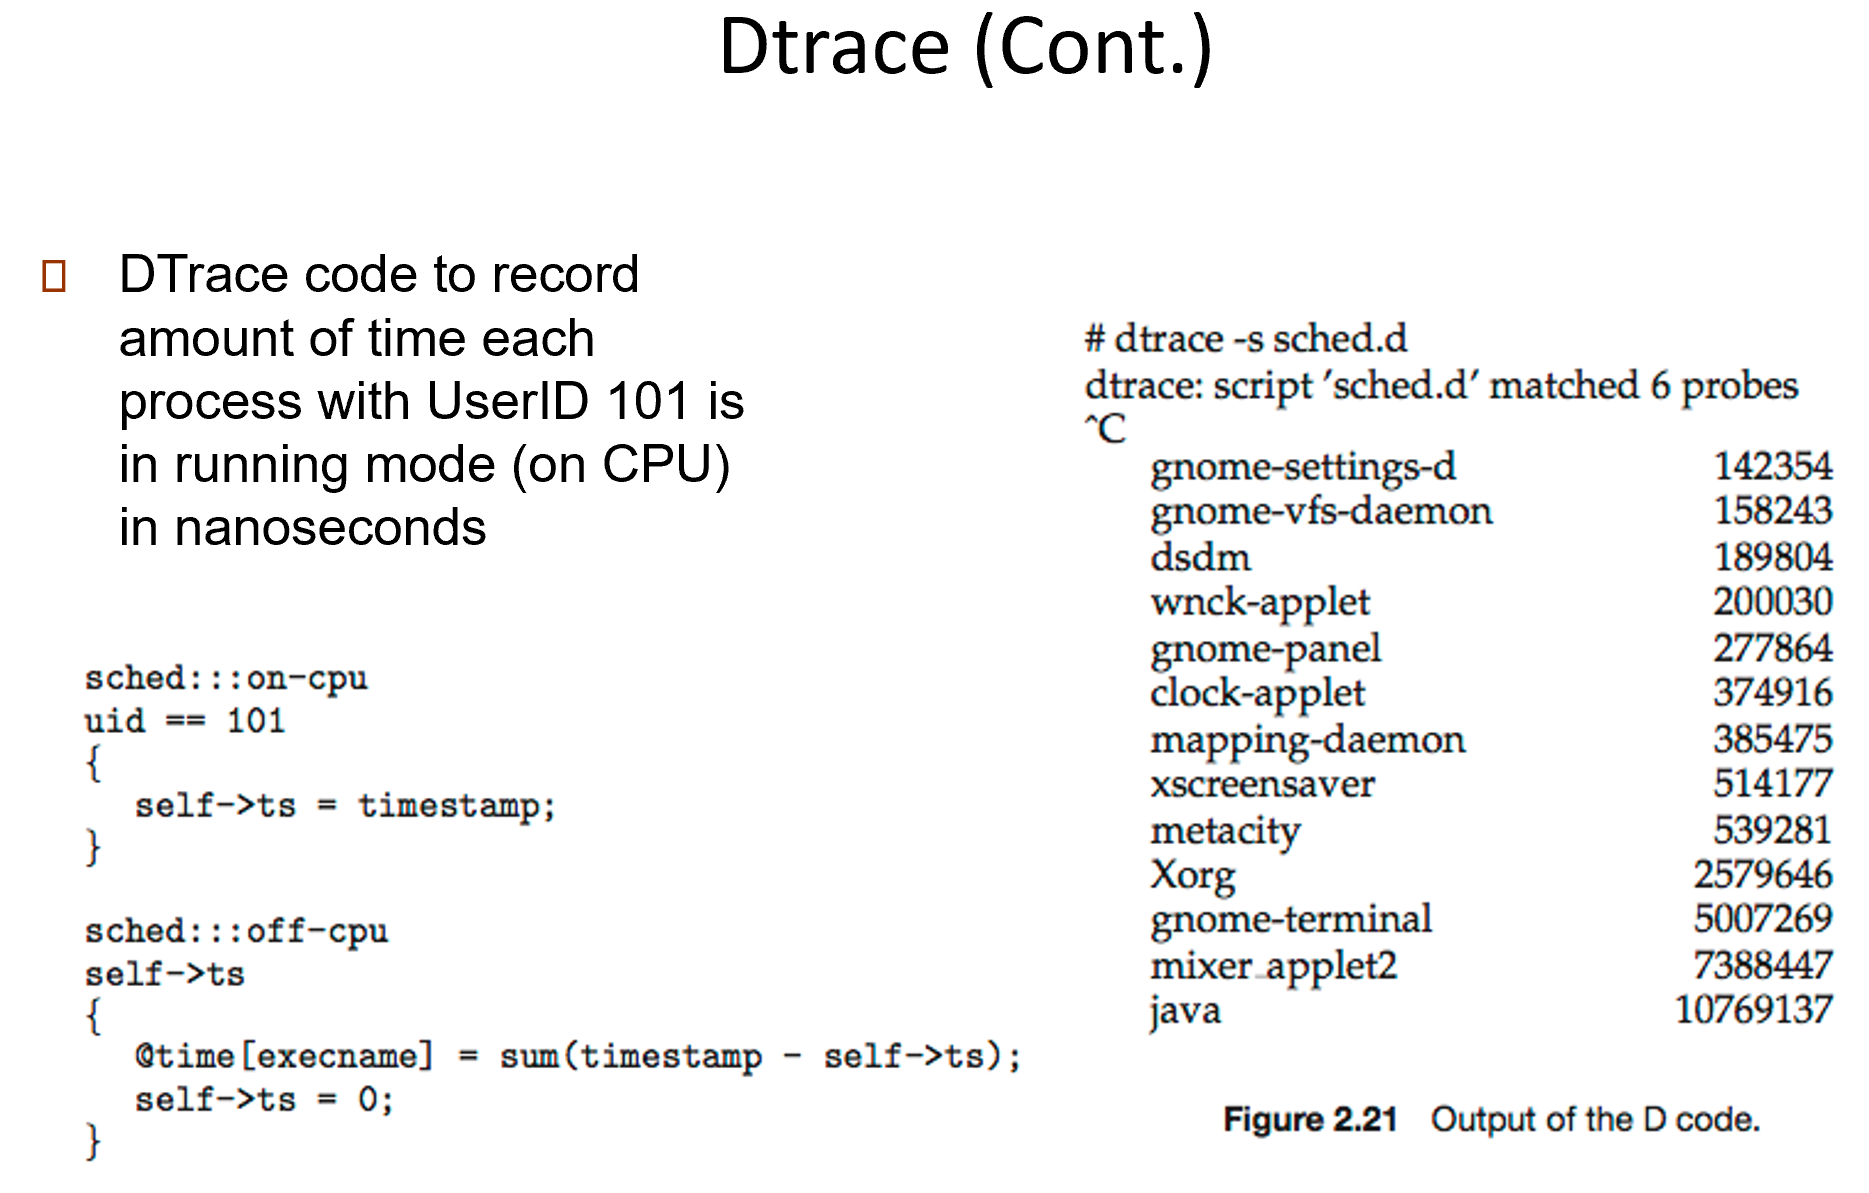 Dtrace (Cont.)
DTrace code to record
amount of time each
process with UserID 101 is
in running mode (on CPU)
in nanoseconds
sched:::on-cpu
uid == 101
{
self->ts = timestamp;
}
sched:::off-cpu
self->ts
{
@time[execname] = sum(timestamp - self->ts);
self->ts = 0;
}
# dtrace -s sched.d
dtrace: script ′sched.d′ matched 6 probes
^C
gnome-settings-d 142354
gnome-vfs-daemon 158243
dsdm 189804
wnck-applet 200030
gnome-panel 277864
clock-applet 374916
mapping-daemon 385475
xscreensaver 514177
metacity 539281
Xorg 2579646
gnome-terminal 5007269
mixer_applet2 7388447
java 10769137
Figure 2.21 Output of the D code.